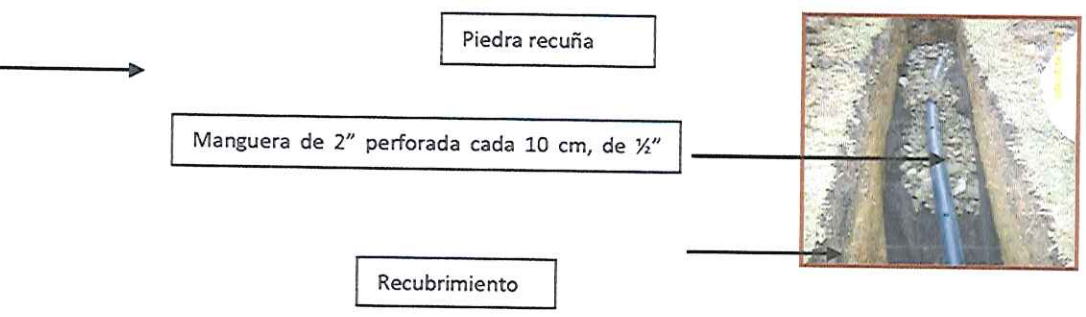 Piedra recuña
Manguera de 2” perforada cada 10 cm, de ½”
Recubrimiento